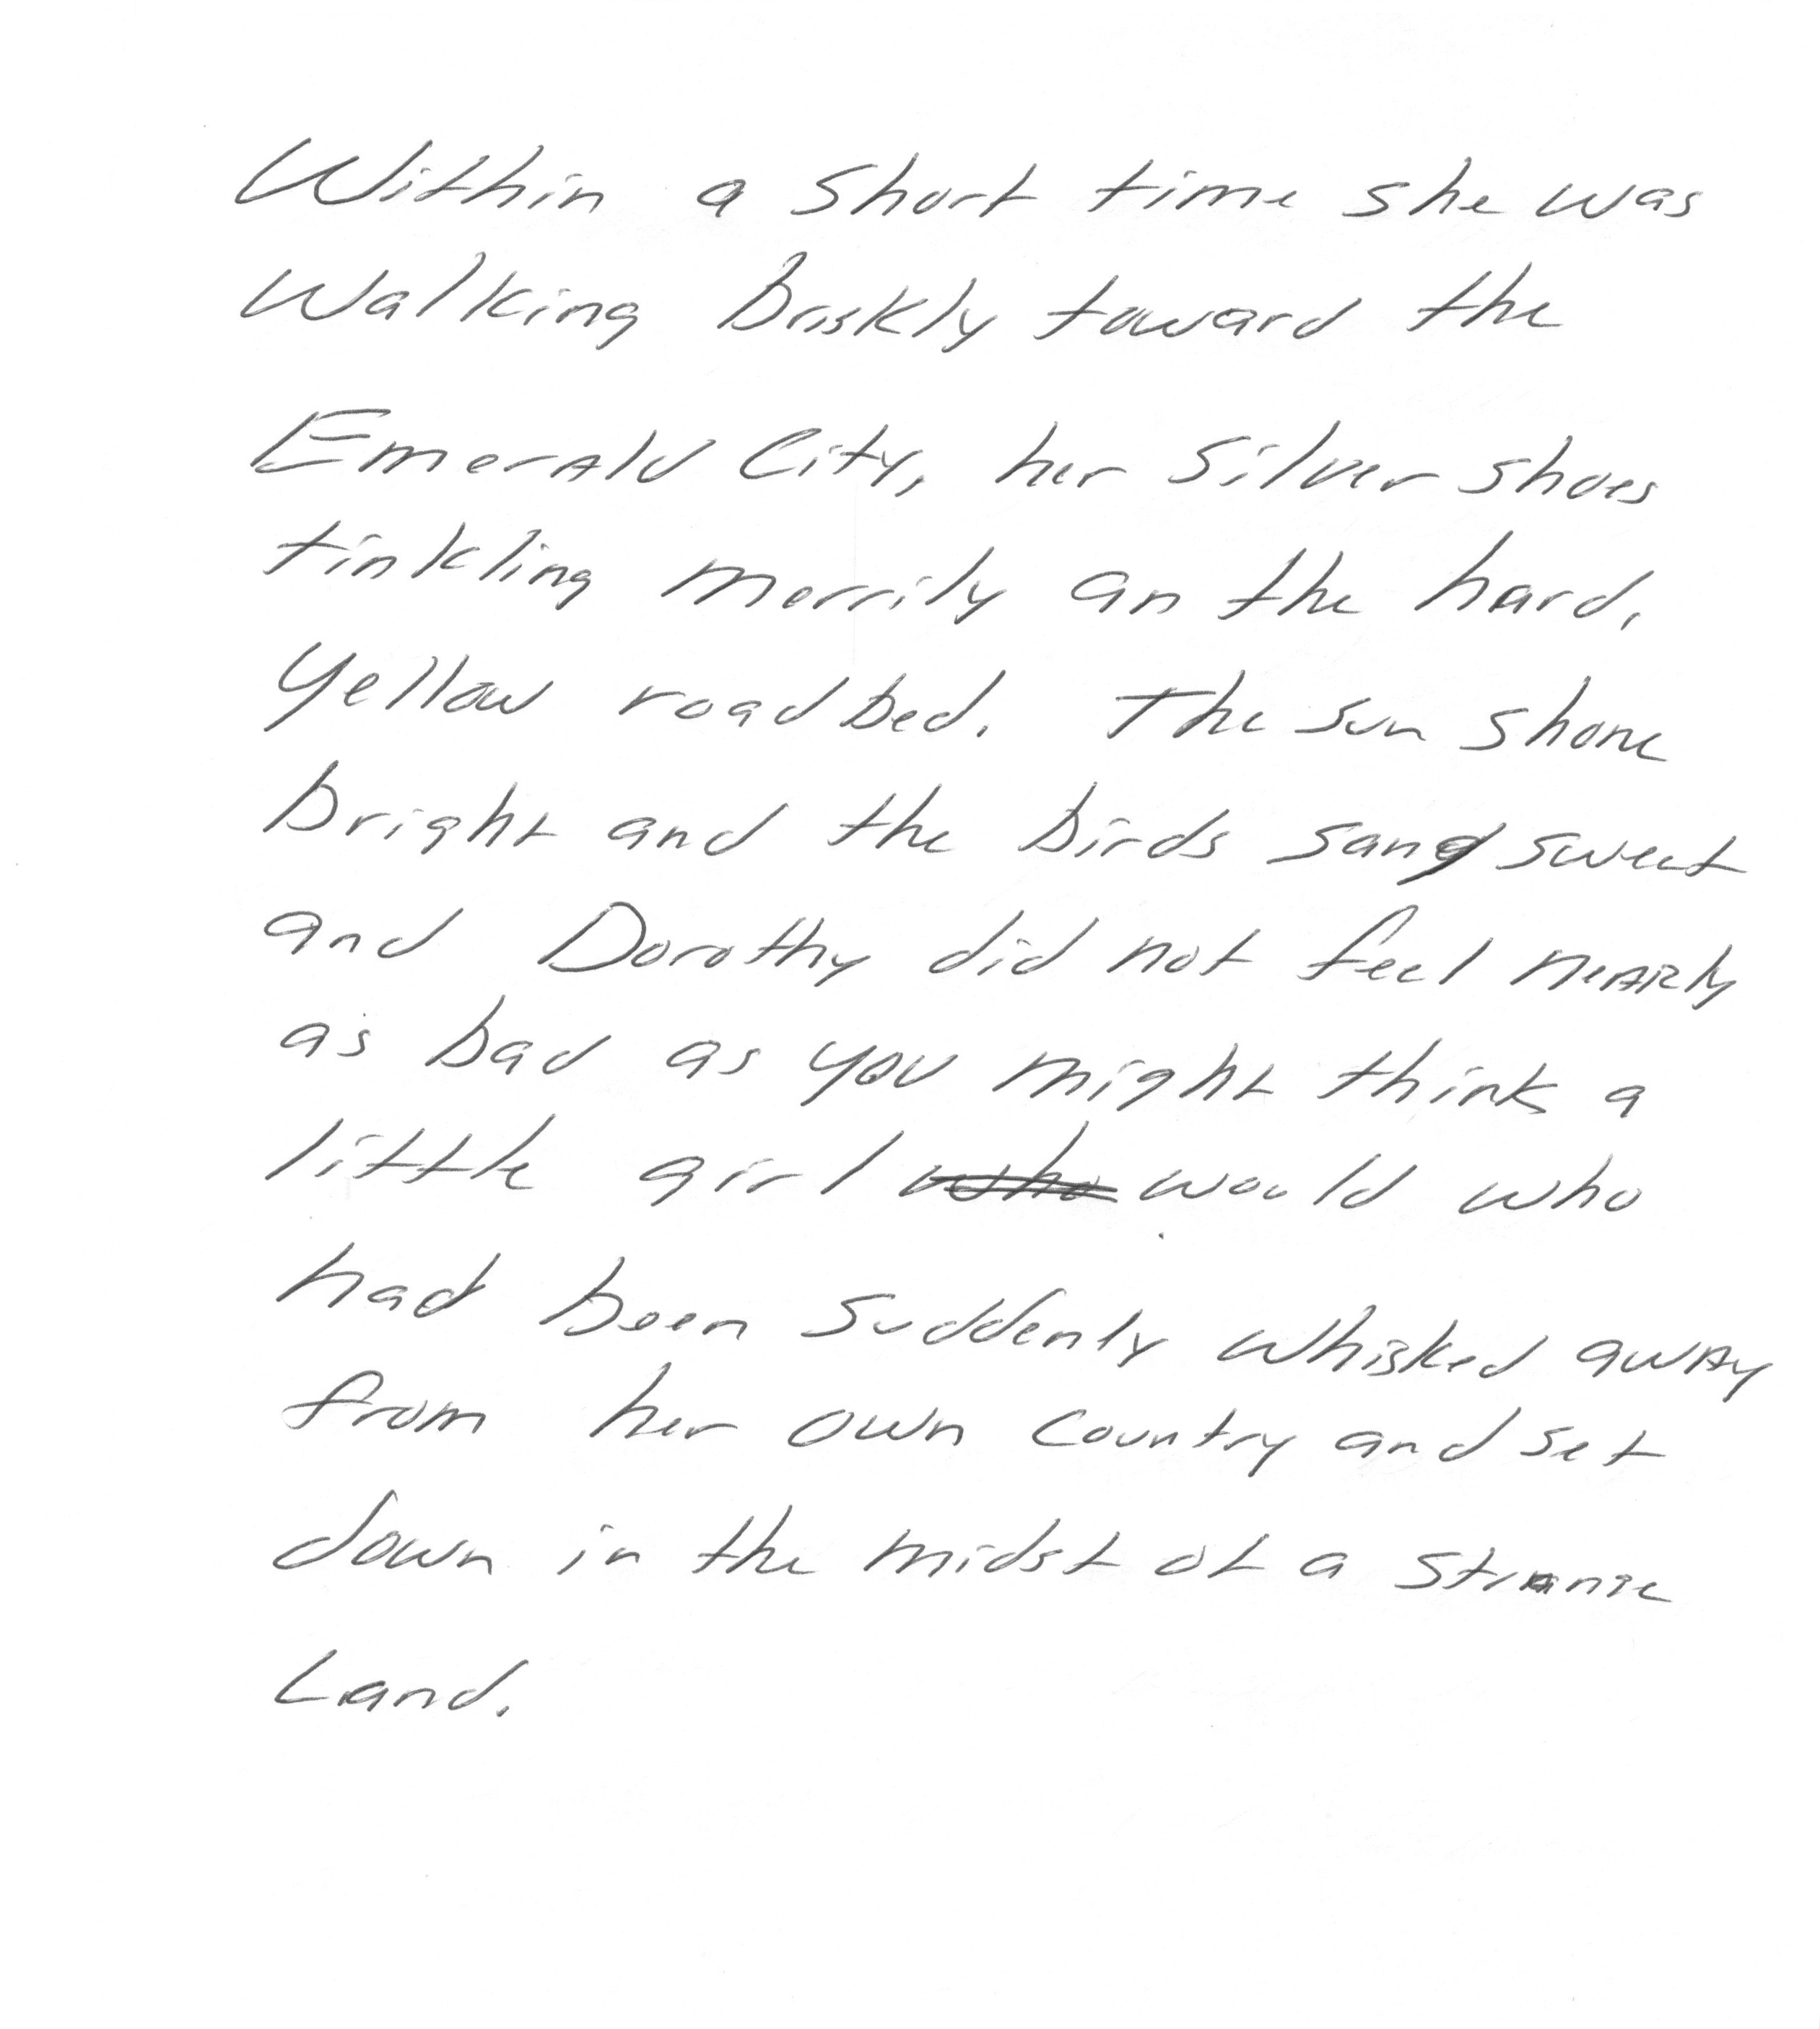 Within a short time she was
walking briskly toward the
Emerald City, her silver shoes
tinkling merrily on the hard,
yellow roadbed. The sun shone
bright and the birds sang sweet
and Dorothy did not feel nearly
as bad as you might think a
little girl ~~who~~ would who
had been suddenly whisked away
from her own country and set
down in the midst of a strange
Land.